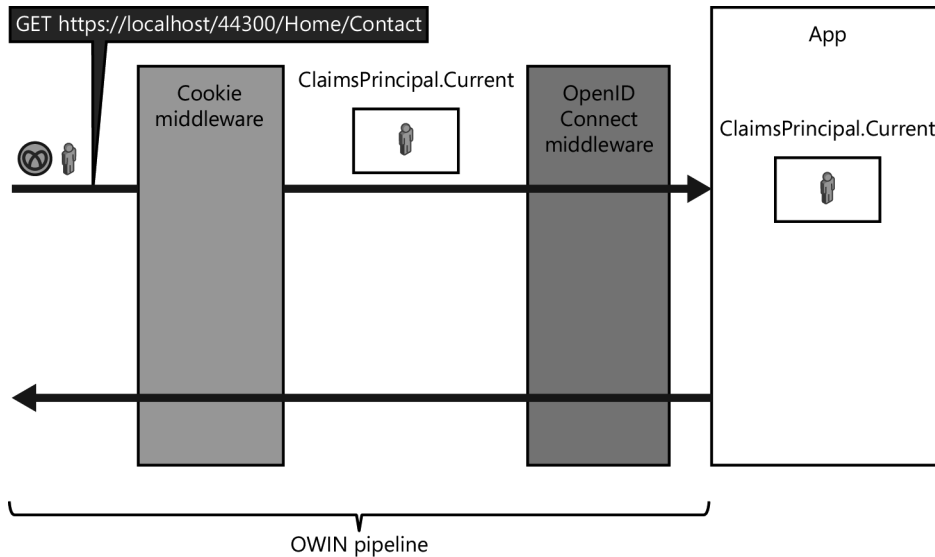 GET https://localhost/44300/Home/Contact
App
Cookie
middleware
ClaimsPrincipal.Current
OpenID
Connect
middleware
ClaimsPrincipal.Current
OWIN pipeline